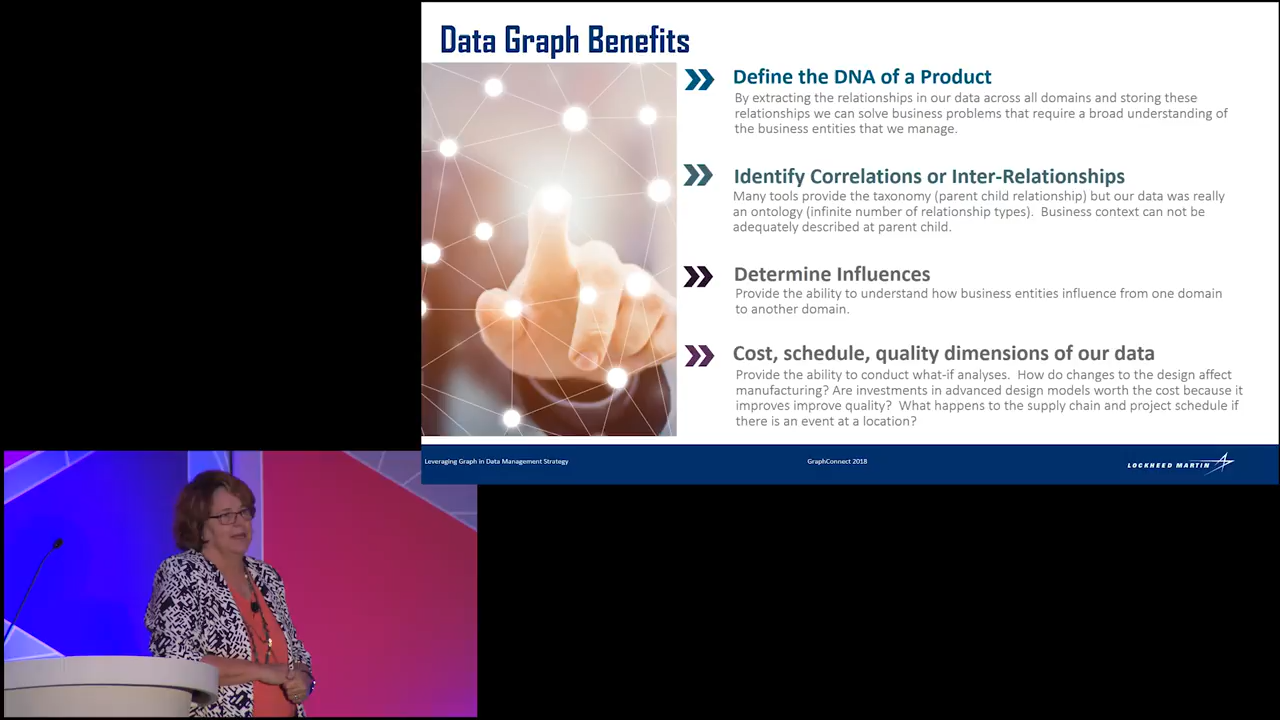 Data Graph Benefits
Define the DNA of a Product
By extracting the relationships in our data across all domains and storing these
relationships we can solve business problems that require a broad understanding of
the business entities that we manage.
Identify Correlations or Inter-Relationships
Many tools provide the taxonomy (parent child relationship) but our data was really
an ontology (infinite number of relationship types).  Business context can not be
adequately described at parent child.
Determine Influences
Provide the ability to understand how business entities influence from one domain
to another domain.
Cost, schedule, quality dimensions of our data
Provide the ability to conduct what-if analyses.  How do changes to the design affect
manufacturing? Are investments in advanced design models worth the cost because it
improves improve quality?  What happens to the supply chain and project schedule if
there is an event at a location?
Leveraging Graph in Data Management Strategy
GraphConnect 2018
LOCKHEED MARTIN